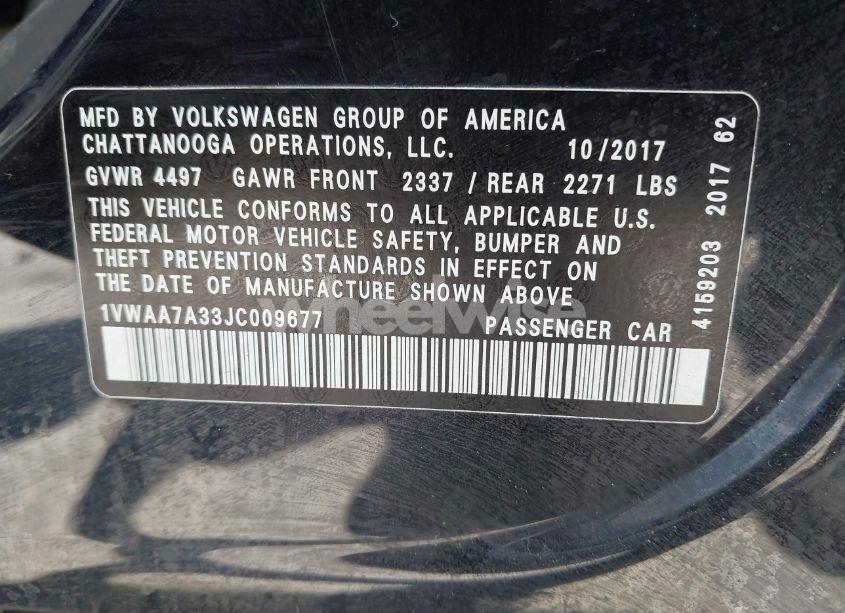 MFD BY VOLKSWAGEN GROUP OF AMERICA
CHATTANOOGA OPERATIONS, LLC. 10/2017
GVWR 4497 GAWR FRONT 2337 / REAR 2271 LBS
THIS VEHICLE CONFORMS TO ALL APPLICABLE U.S.
FEDERAL MOTOR VEHICLE SAFETY, BUMPER AND
THEFT PREVENTION STANDARDS IN EFFECT ON
THE DATE OF MANUFACTURE SHOWN ABOVE
1VWAA7A33JC009677 PASSENGER CAR
4159203 2017 62
wheelwise